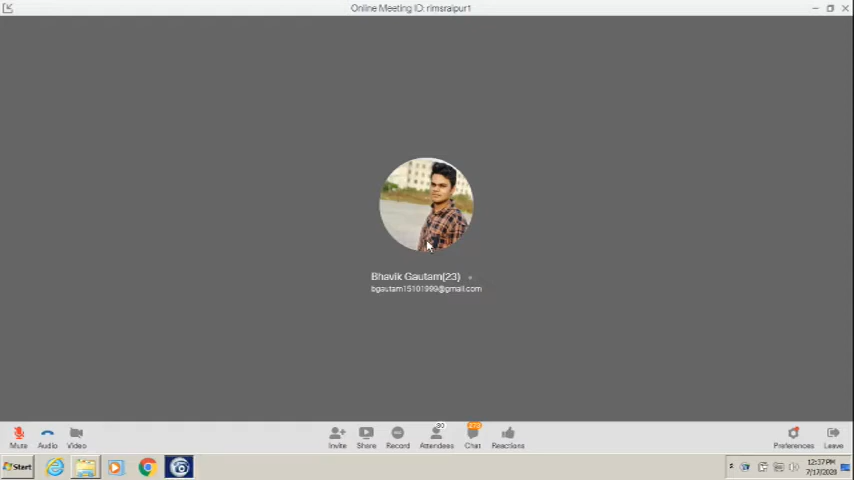 Online Meeting ID: rimsraipur1
Bhavik Gautam(23)
bgautam15101999@gmail.com
30
Mute
Audio
Video
Invite
Share
Record
Attendees
Chat
Reactions
Preferences
Leave
Start
12:37 PM
7/17/2020